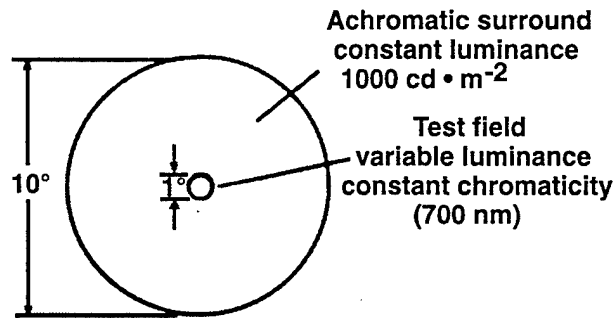 Achromatic surround
constant luminance
1000 cd • m-2
Test field
variable luminance
constant chromaticity
(700 nm)
10°
1°